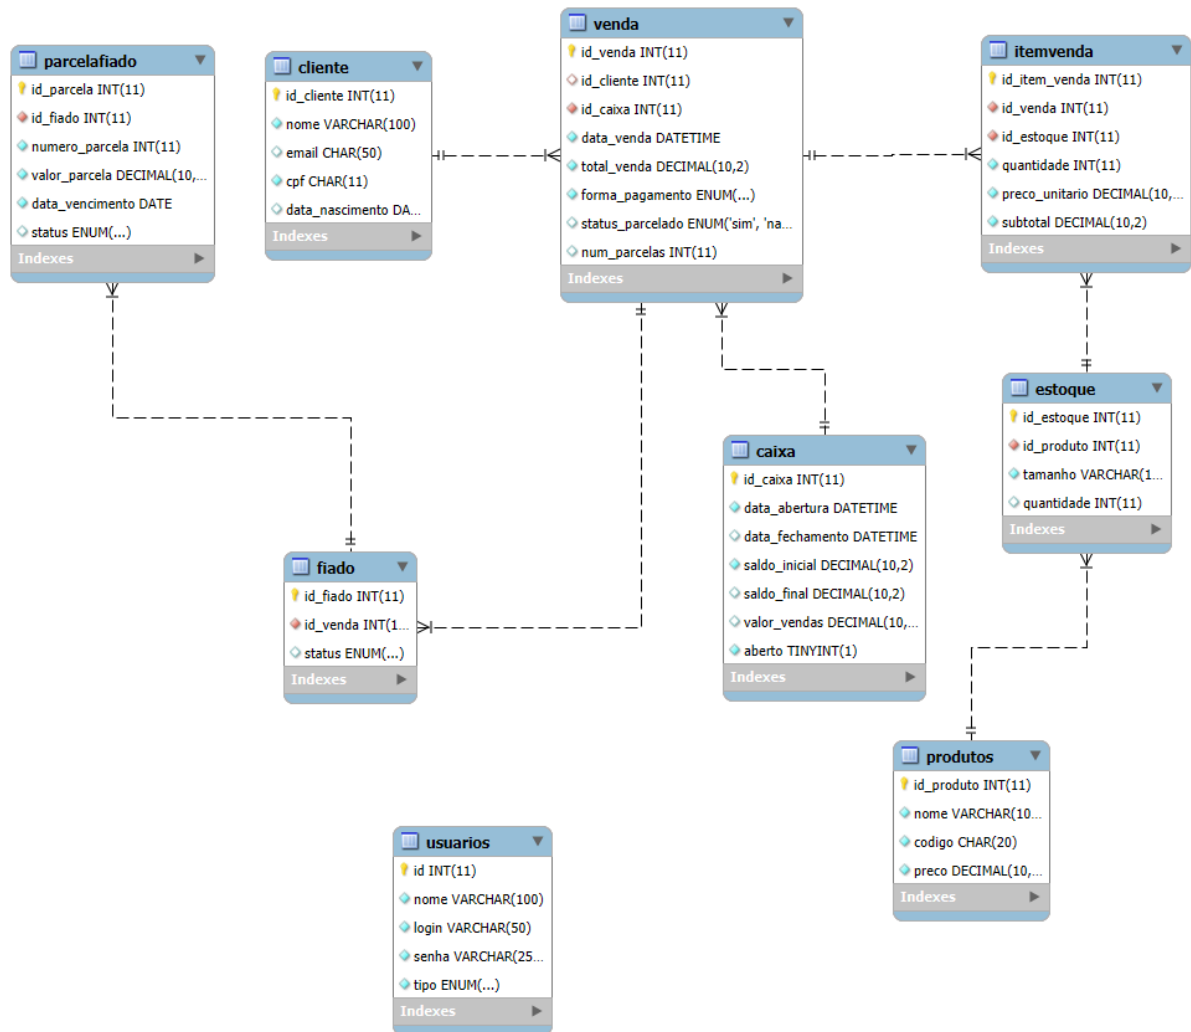 parcelafiado
id_parcela INT(11)
id_fiado INT(11)
numero_parcela INT(11)
valor_parcela DECIMAL(10,...
data_vencimento DATE
status ENUM(...)
Indexes
cliente
id_cliente INT(11)
nome VARCHAR(100)
email CHAR(50)
cpf CHAR(11)
data_nascimento DA...
Indexes
venda
id_venda INT(11)
id_cliente INT(11)
id_caixa INT(11)
data_venda DATETIME
total_venda DECIMAL(10,2)
forma_pagamento ENUM(...)
status_parcelado ENUM('sim', 'na...
num_parcelas INT(11)
Indexes
itemvenda
id_item_venda INT(11)
id_venda INT(11)
id_estoque INT(11)
quantidade INT(11)
preco_unitario DECIMAL(10,...
subtotal DECIMAL(10,2)
Indexes
estoque
id_estoque INT(11)
id_produto INT(11)
tamanho VARCHAR(1...
quantidade INT(11)
Indexes
caixa
id_caixa INT(11)
data_abertura DATETIME
data_fechamento DATETIME
saldo_inicial DECIMAL(10,2)
saldo_final DECIMAL(10,2)
valor_vendas DECIMAL(10,...
aberto TINYINT(1)
Indexes
fiado
id_fiado INT(11)
id_venda INT(1...
status ENUM(...)
Indexes
produtos
id_produto INT(11)
nome VARCHAR(10...
codigo CHAR(20)
preco DECIMAL(10,...
Indexes
usuarios
id INT(11)
nome VARCHAR(100)
login VARCHAR(50)
senha VARCHAR(25...
tipo ENUM(...)
Indexes